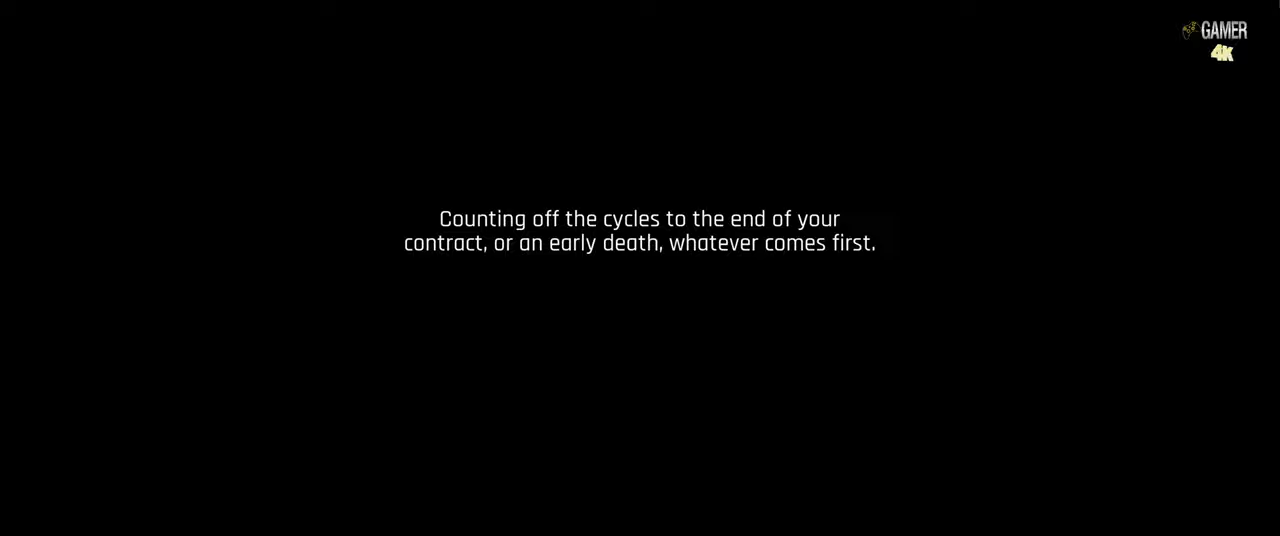 GAMER
4K
Counting off the cycles to the end of your
contract, or an early death, whatever comes first.